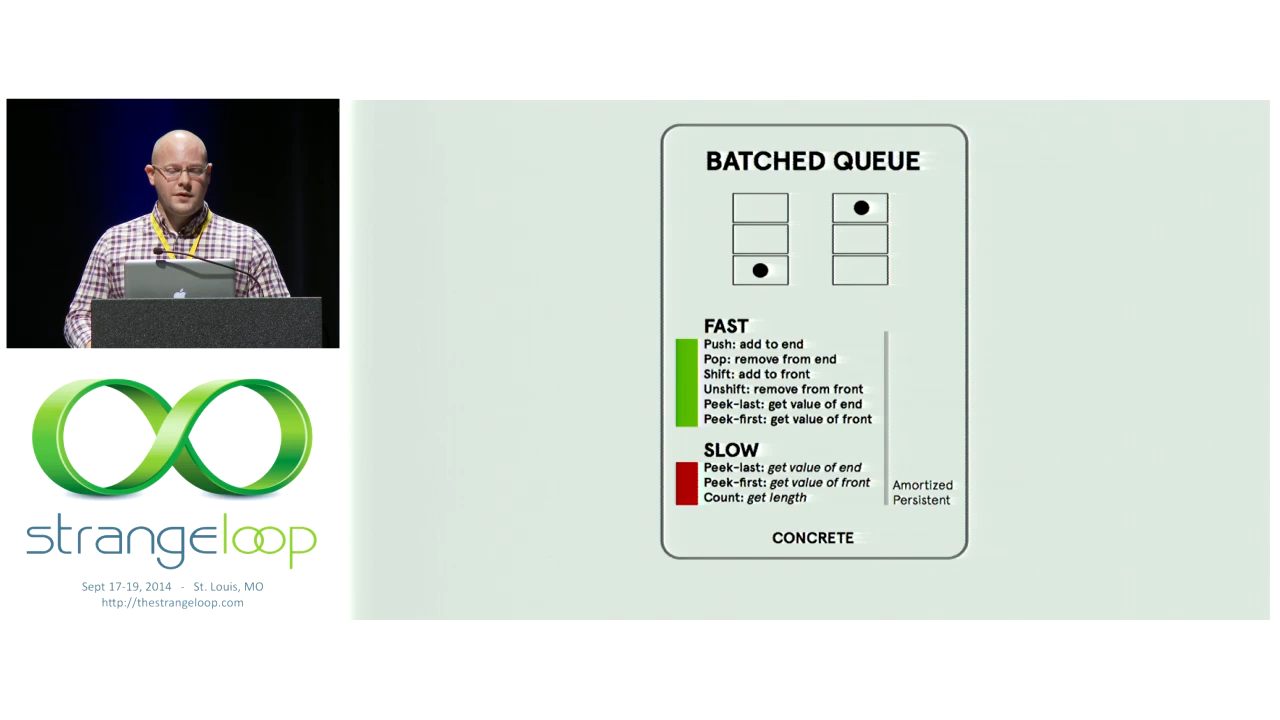 BATCHED QUEUE
FAST
Push: add to end
Pop: remove from end
Shift: add to front
Unshift: remove from front
Peek-last: get value of end
Peek-first: get value of front
SLOW
Peek-last: get value of end
Peek-first: get value of front
Count: get length
Amortized
Persistent
CONCRETE
strangeloop
Sept 17-19, 2014 - St. Louis, MO
http://thestrangeloop.com